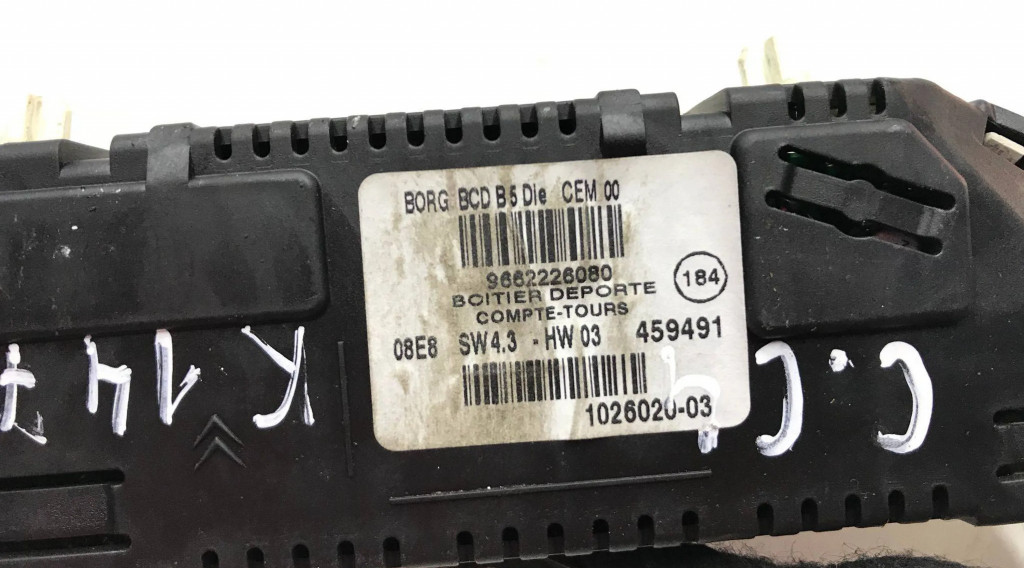 BORG BCD B5 Die CEM 00
9662226080
BOITIER DEPORTE
184
COMPTE-TOURS
08E8 SW4.3 - HW 03 459491
1026020-03